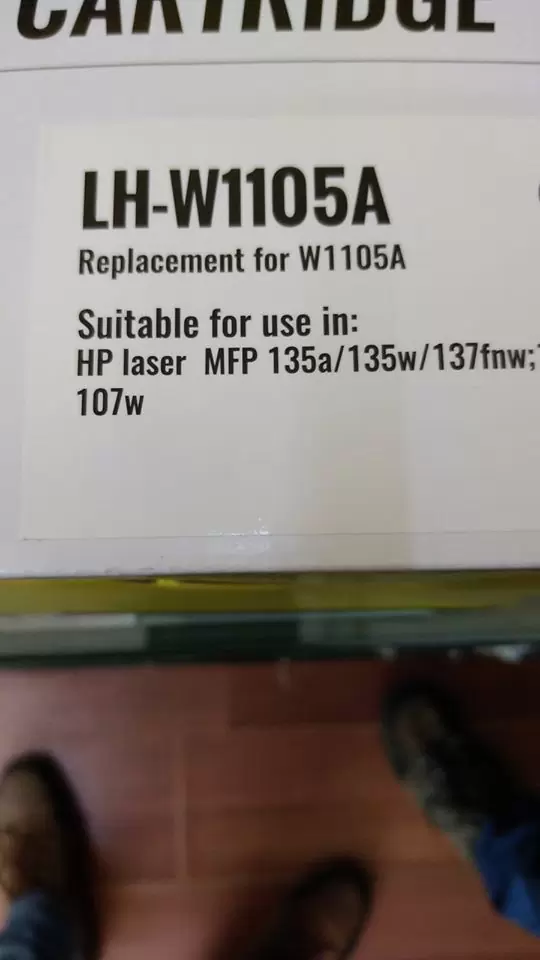 CARTRIDGE
LH-W1105A
Replacement for W1105A
Suitable for use in:
HP laser MFP 135a/135w/137fnw;
107w